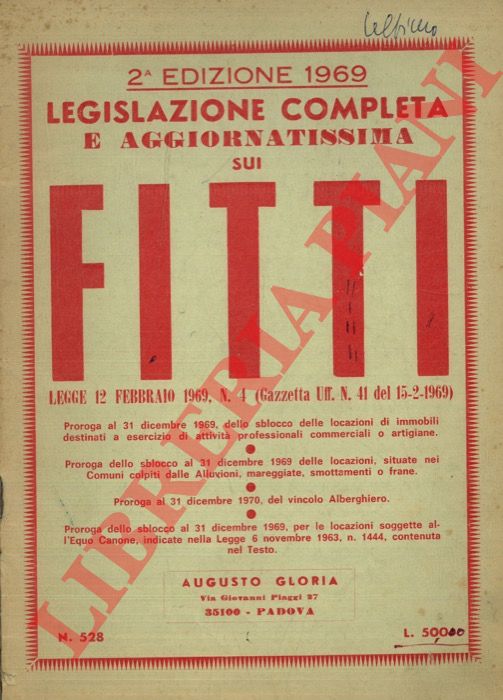 2ª EDIZIONE 1969
LEGISLAZIONE COMPLETA
E AGGIORNATISSIMA
SUI
FITTI
LEGGE 12 FEBBRAIO 1969, N. 4 (Gazzetta Uff. N. 41 del 15-2-1969)
Proroga al 31 dicembre 1969, dello sblocco delle locazioni di immobili
destinati a esercizio di attività professionali commerciali o artigiane.
Proroga dello sblocco al 31 dicembre 1969 delle locazioni, situate nei
Comuni colpiti dalle Alluvioni, mareggiate, smottamenti o frane.
Proroga al 31 dicembre 1970, del vincolo Alberghiero.
Proroga dello sblocco al 31 dicembre 1969, per le locazioni soggette al-
l'Equo Canone, indicate nella Legge 6 novembre 1963, n. 1444, contenuta
nel Testo.
AUGUSTO GLORIA
Via Giovanni Piaggi 27
35100 - PADOVA
N. 528
L. 500,00
LIBRERIA PIANI